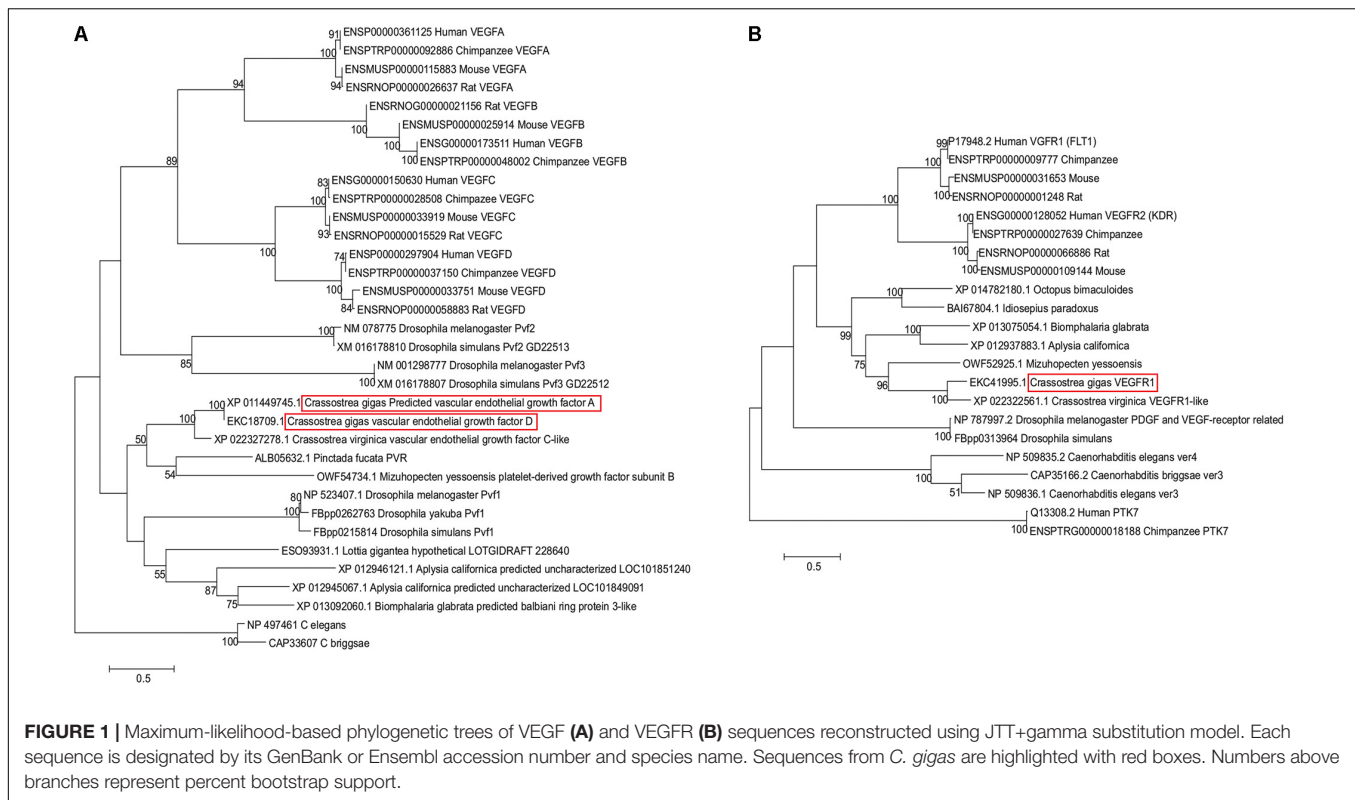 A
91 ENSP00000361125 Human VEGFA
100 ENSPTRP00000092886 Chimpanzee VEGFA
ENSMUSP00000115883 Mouse VEGFA
94 94 ENSRNOP00000026637 Rat VEGFA
ENSRNOG00000021156 Rat VEGFB
100 ENSMUSP00000025914 Mouse VEGFB
ENSG00000173511 Human VEGFB
89 100 ENSPTRP00000048002 Chimpanzee VEGFB
83 ENSG00000150630 Human VEGFC
100 ENSPTRP00000028508 Chimpazee VEGFC
ENSMUSP00000033919 Mouse VEGFC
93 ENSRNOP00000015529 Rat VEGFC
100 74 ENSP00000297904 Human VEGFD
ENSPTRP00000037150 Chimpanzee VEGFD
100 ENSMUSP00000033751 Mouse VEGFD
84 ENSRNOP00000058883 Rat VEGFD
100 NM 078775 Drosophila melanogaster Pvf2
XM 016178810 Drosophila simulans Pvf2 GD22513
85 NM 001298777 Drosophila melanogaster Pvf3
100 XM 016178807 Drosophila simulans Pvf3 GD22512
100 XP 011449745.1 Crassostrea gigas Predicted vascular endothelial growth factor A
100 EKC18709.1 Crassostrea gigas vascular endothelial growth factor D
50 XP 022327278.1 Crassostrea virginica vascular endothelial growth factor C-like
ALB05632.1 Pinctada fucata PVR
54 OWF54734.1 Mizuhopecten yessoensis platelet-derived growth factor subunit B
80 NP 523407.1 Drosophila melanogaster Pvf1
100 FBpp0262763 Drosophila yakuba Pvf1
FBpp0215814 Drosophila simulans Pvf1
ESO93931.1 Lottia gigantea hypothetical LOTGIDRAFT 228640
55 XP 012946121.1 Aplysia californica predicted uncharacterized LOC101851240
87 XP 012945067.1 Aplysia californica predicted uncharacterized LOC101849091
75 XP 013092060.1 Biomphalaria glabrata predicted balbiani ring protein 3-like
NP 497461 C elegans
100 CAP33607 C briggsae
0.5
B
99 P17948.2 Human VGFR1 (FLT1)
100 ENSPTRP00000009777 Chimpanzee
ENSMUSP00000031653 Mouse
100 100 ENSRNOP00000001248 Rat
100 ENSG00000128052 Human VEGFR2 (KDR)
ENSPTRP00000027639 Chimpanzee
100 ENSRNOP00000066886 Rat
100 ENSMUSP00000109144 Mouse
100 XP 014782180.1 Octopus bimaculoides
BAI67804.1 Idiosepius paradoxus
99 100 XP 013075054.1 Biomphalaria glabrata
XP 012937883.1 Aplysia californica
75 OWF52925.1 Mizuhopecten yessoensis
96 EKC41995.1 Crassostrea gigas VEGFR1
100 XP 022322561.1 Crassostrea virginica VEGFR1-like
NP 787997.2 Drosophila melanogaster PDGF and VEGF-receptor related
100 FBpp0313964 Drosophila simulans
NP 509835.2 Caenorhabditis elegans ver4
100 CAP35166.2 Caenorhabditis briggsae ver3
51 NP 509836.1 Caenorhabditis elegans ver3
Q13308.2 Human PTK7
100 ENSPTRG00000018188 Chimpanzee PTK7
0.5
FIGURE 1 | Maximum-likelihood-based phylogenetic trees of VEGF (A) and VEGFR (B) sequences reconstructed using JTT+gamma substitution model. Each
sequence is designated by its GenBank or Ensembl accession number and species name. Sequences from C. gigas are highlighted with red boxes. Numbers above
branches represent percent bootstrap support.